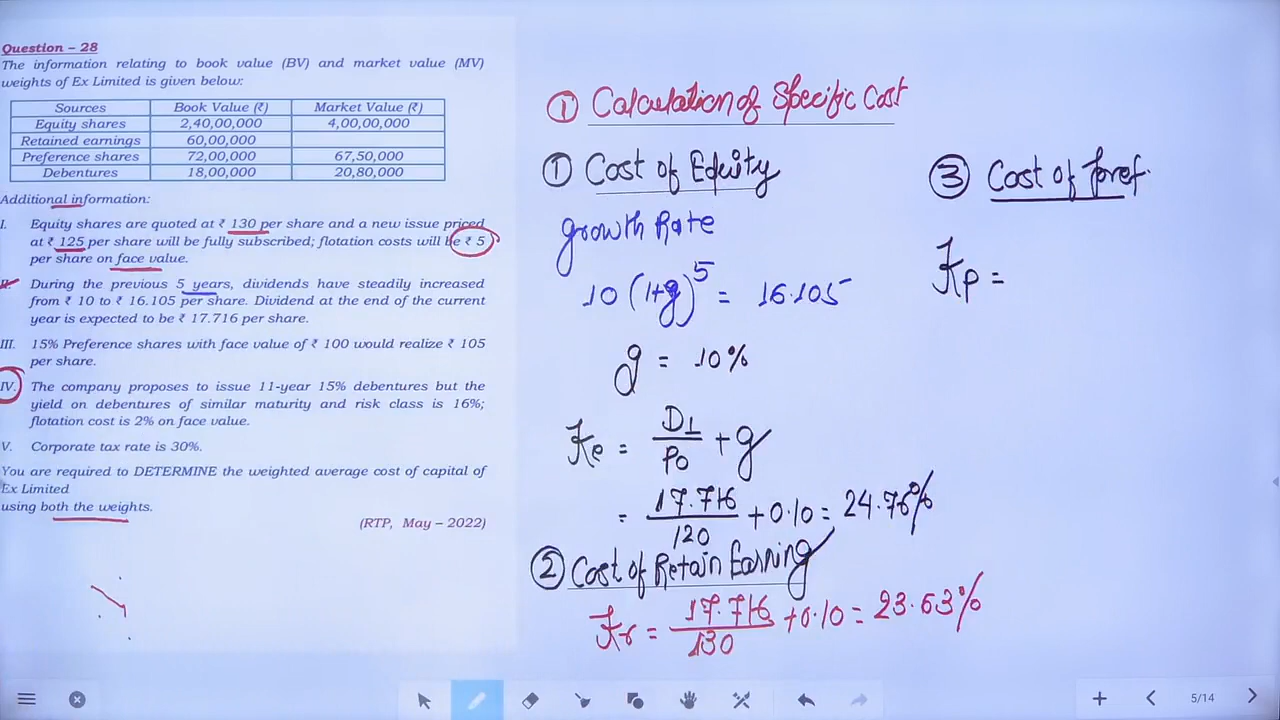 Question – 28
The information relating to book value (BV) and market value (MV)
weights of Ex Limited is given below:
Sources Book Value (₹) Market Value (₹)
Equity shares 2,40,00,000 4,00,00,000
Retained earnings 60,00,000
Preference shares 72,00,000 67,50,000
Debentures 18,00,000 20,80,000
Additional information:
I. Equity shares are quoted at ₹ 130 per share and a new issue priced
at ₹ 125 per share will be fully subscribed; flotation costs will be ₹ 5
per share on face value.
II. During the previous 5 years, dividends have steadily increased
from ₹ 10 to ₹ 16.105 per share. Dividend at the end of the current
year is expected to be ₹ 17.716 per share.
III. 15% Preference shares with face value of ₹ 100 would realize ₹ 105
per share.
IV. The company proposes to issue 11-year 15% debentures but the
yield on debentures of similar maturity and risk class is 16%;
flotation cost is 2% on face value.
V. Corporate tax rate is 30%.
You are required to DETERMINE the weighted average cost of capital of
Ex Limited
using both the weights.
(RTP, May – 2022)
① Calculation of Specific Cost
① Cost of Equity
growth Rate
10 (1+g)^5 = 16.105
g = 10%
Ke = D1/P0 + g
= 17.716/120 + 0.10 = 24.76%
② Cost of Retain Earning
Kr = 17.716/130 + 0.10 = 23.63%
③ Cost of Pref.
Kp =
5/14